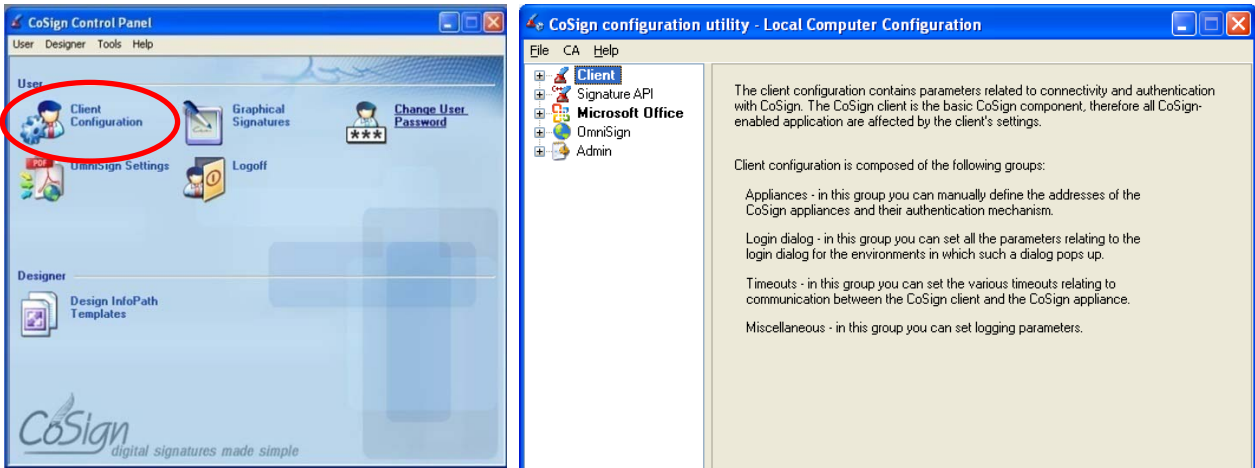 CoSign Control Panel
User Designer Tools Help
User
Client
Configuration
Graphical
Signatures
Change User
Password
***
PDF
OmniSign Settings
Logoff
Designer
Design InfoPath
Templates
CoSign
digital signatures made simple
CoSign configuration utility - Local Computer Configuration
File CA Help
Client
Signature API
Microsoft Office
OmniSign
Admin
The client configuration contains parameters related to connectivity and authentication
with CoSign. The CoSign client is the basic CoSign component, therefore all CoSign-
enabled application are affected by the client's settings.
Client configuration is composed of the following groups:
Appliances - in this group you can manually define the addresses of the
CoSign appliances and their authentication mechanism.
Login dialog - in this group you can set all the parameters relating to the
login dialog for the environments in which such a dialog pops up.
Timeouts - in this group you can set the various timeouts relating to
communication between the CoSign client and the CoSign appliance.
Miscellaneous - in this group you can set logging parameters.